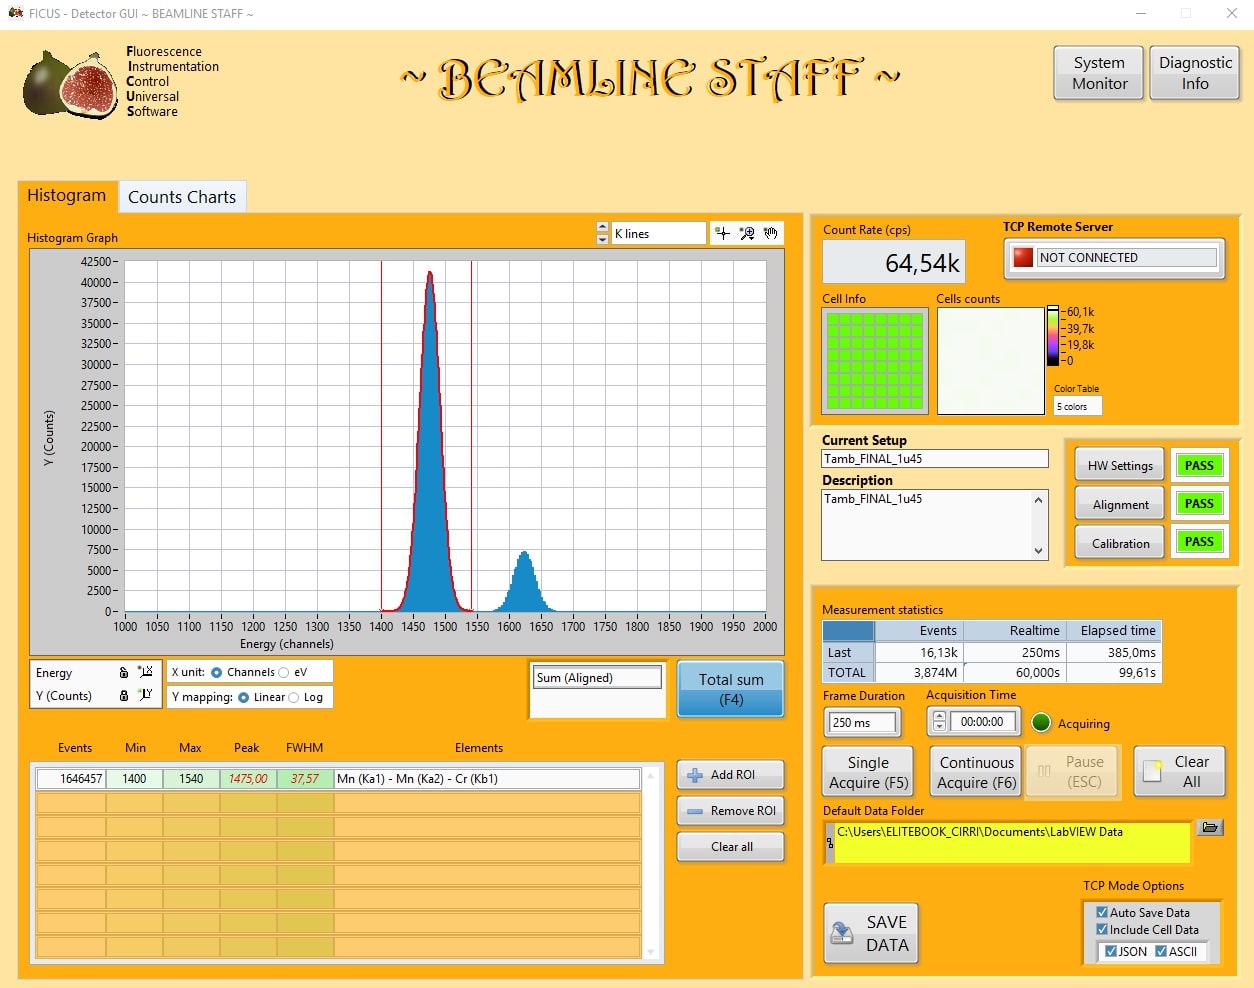 FICUS - Detector GUI ~ BEAMLINE STAFF ~
Fluorescence
Instrumentation
Control
Universal
Software
~ BEAMLINE STAFF ~
System
Monitor
Diagnostic
Info
Histogram
Counts Charts
Histogram Graph
K lines
42500
40000
37500
35000
32500
30000
27500
25000
22500
20000
17500
15000
12500
10000
7500
5000
2500
0
Y (Counts)
1000 1050 1100 1150 1200 1250 1300 1350 1400 1450 1500 1550 1600 1650 1700 1750 1800 1850 1900 1950 2000
Energy (channels)
Energy
Y (Counts)
X unit: Channels eV
Y mapping: Linear Log
Sum (Aligned)
Total sum
(F4)
Events Min Max Peak FWHM Elements
1646457 1400 1540 1475,00 37,57 Mn (Ka1) - Mn (Ka2) - Cr (Kb1)
Add ROI
Remove ROI
Clear all
Count Rate (cps)
64,54k
TCP Remote Server
NOT CONNECTED
Cell Info
Cells counts
60,1k
39,7k
19,8k
0
Color Table
5 colors
Current Setup
Tamb_FINAL_1u45
Description
Tamb_FINAL_1u45
HW Settings PASS
Alignment PASS
Calibration PASS
Measurement statistics
Events Realtime Elapsed time
Last 16,13k 250ms 385,0ms
TOTAL 3,874M 60,000s 99,61s
Frame Duration
250 ms
Acquisition Time
00:00:00
Acquiring
Single
Acquire (F5)
Continuous
Acquire (F6)
Pause
(ESC)
Clear
All
Default Data Folder
C:\Users\ELITEBOOK_CIRRI\Documents\LabVIEW Data
SAVE
DATA
TCP Mode Options
Auto Save Data
Include Cell Data
JSON ASCII